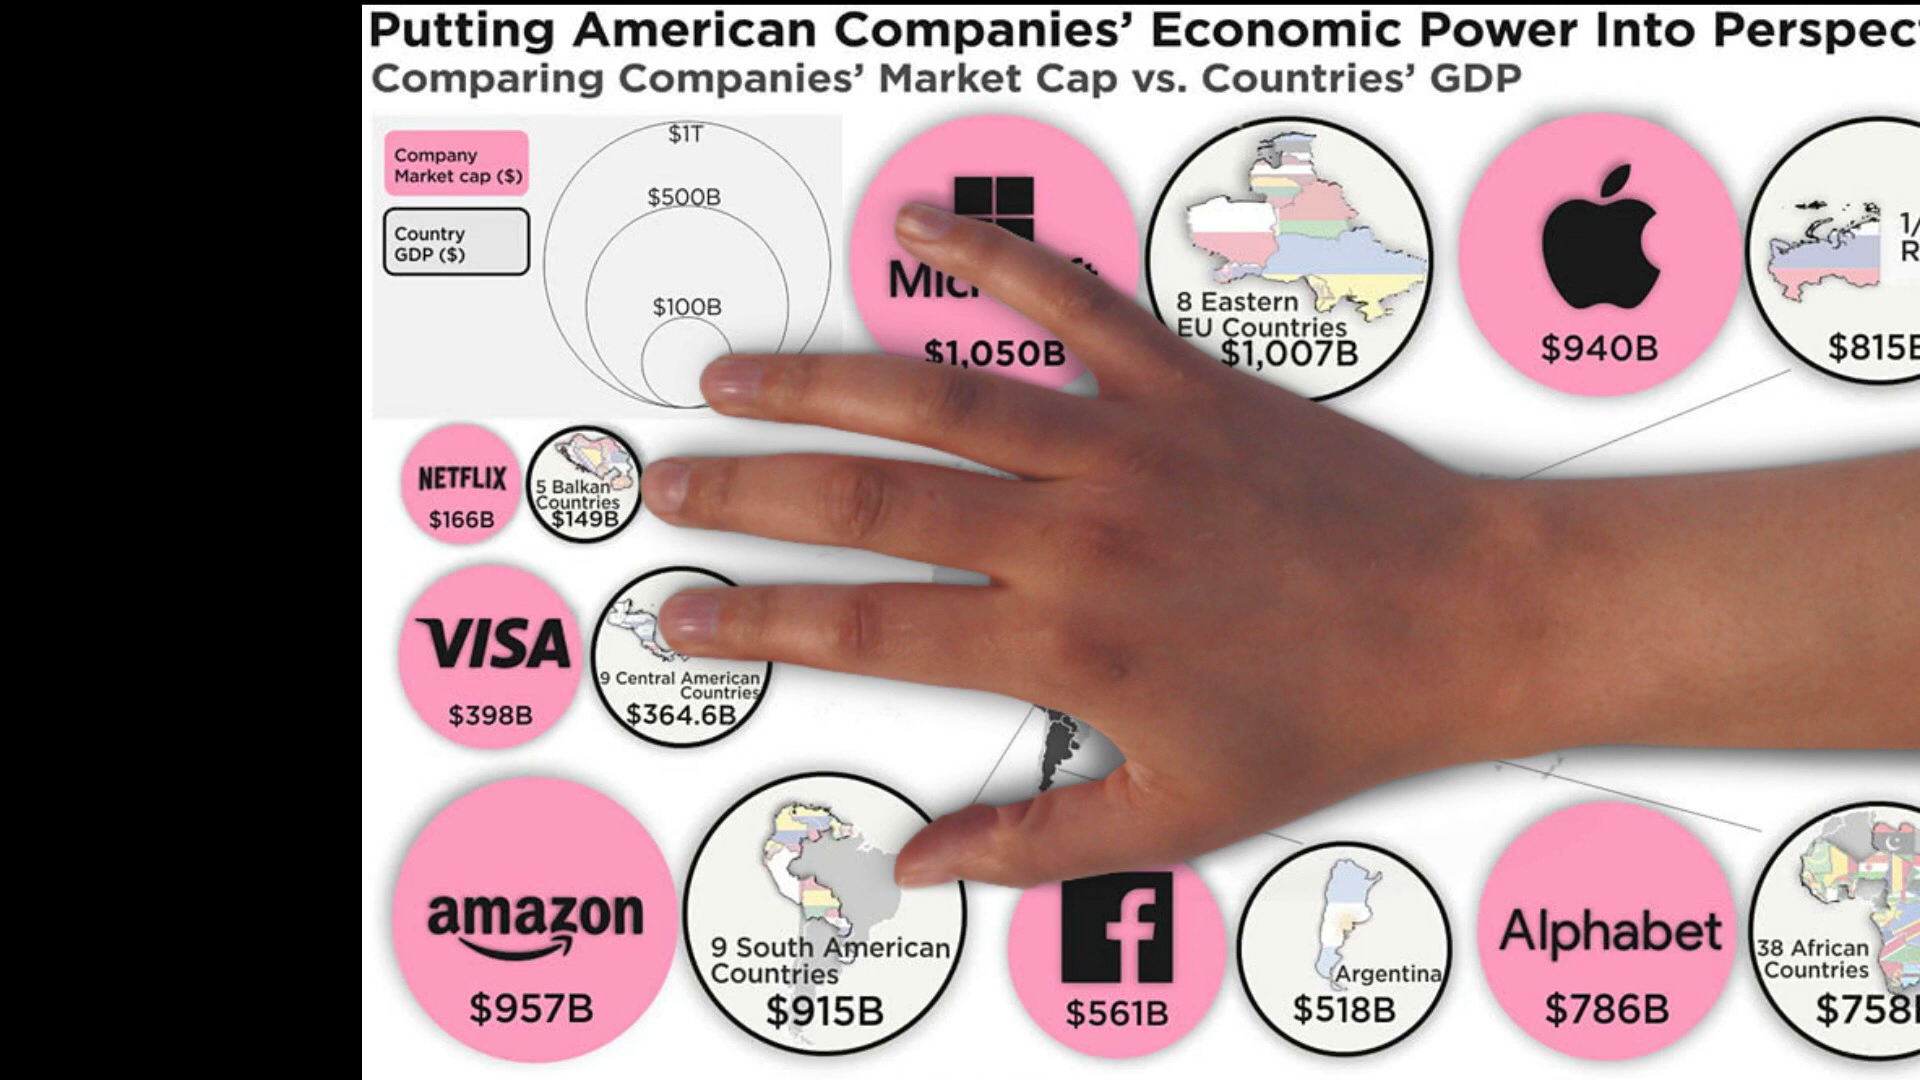 Putting American Companies’ Economic Power Into
Comparing Companies’ Market Cap vs. Countries’ GDP
Company
Market cap ($)
Country
GDP ($)
$1T
$500B
$100B
$1,050B
8 Eastern
EU Countries
$1,007B
$940B
NETFLIX
$166B
5 Balkan
Countries
$149B
VISA
$398B
9 Central American
Countries
$364.6B
amazon
$957B
9 South American
Countries
$915B
f
$561B
Argentina
$518B
Alphabet
$786B
38 African
Countries